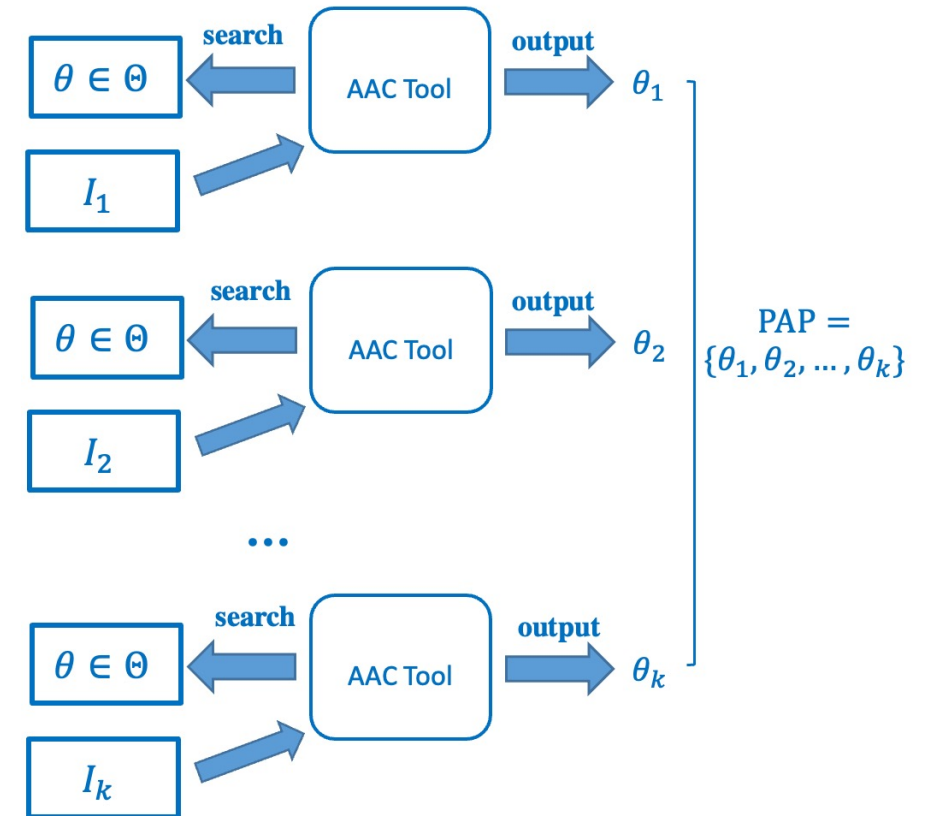 search
output
θ ∈ Θ
AAC Tool
θ₁
I₁
search
output
θ ∈ Θ
AAC Tool
θ₂
PAP =
{θ₁, θ₂, ... , θₖ}
I₂
...
search
output
θ ∈ Θ
AAC Tool
θₖ
Iₖ